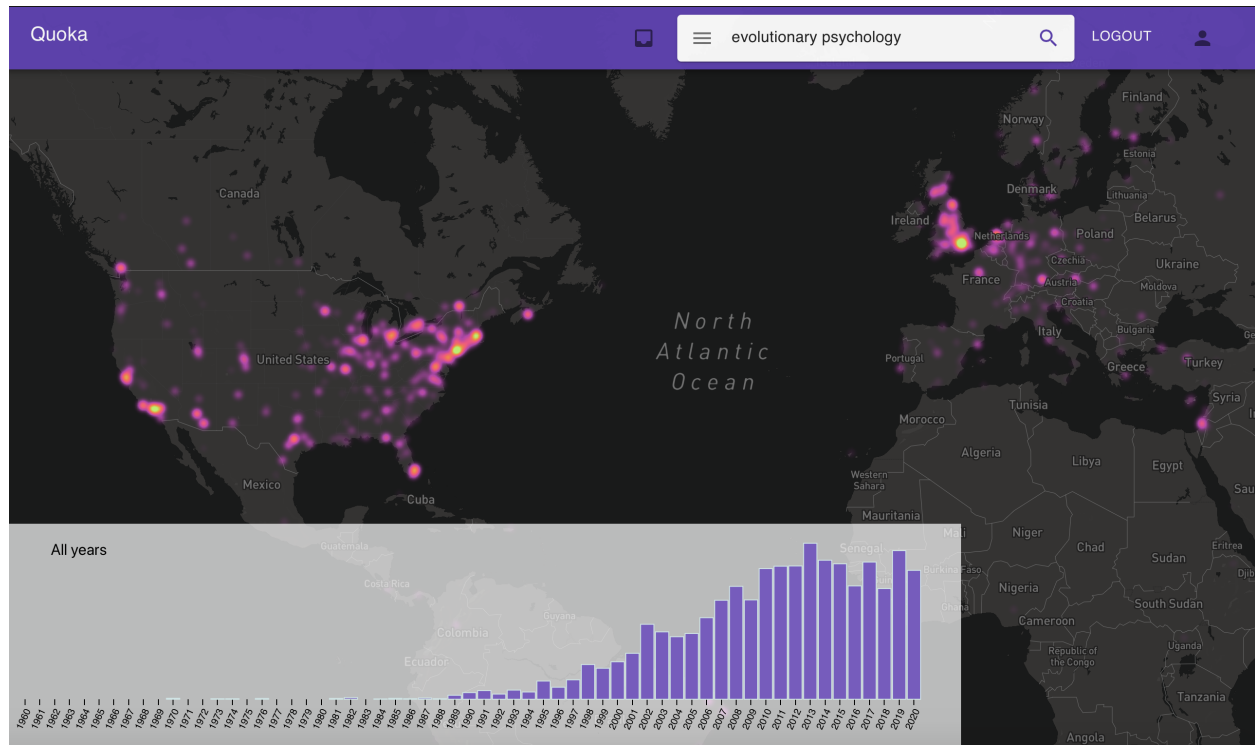 Quoka
evolutionary psychology
LOGOUT
Finland
Norway
Estonia
Canada
Denmark
Lithuania
Ireland
Belarus
Netherlands
Poland
Czechia
Ukraine
France
Austria
Moldova
Croatia
North
Atlantic
Ocean
Italy
Bulgaria
United States
Portugal
Greece
Turkey
Syria
Tunisia
Morocco
Algeria
Libya
Egypt
Mexico
Western
Sahara
Cuba
Sau
Mauritania
Mali
Niger
Chad
Eritrea
All years
Guatemala
Senegal
Sudan
Burkina Faso
Djib
Costa Rica
Nigeria
Ghana
South Sudan
Guyana
Cameroon
Colombia
Uganda
Republic of
the Congo
Ecuador
Tanzania
Angola
1960 1961 1962 1963 1964 1965 1966 1967 1968 1969 1970 1971 1972 1973 1974 1975 1976 1977 1978 1979 1980 1981 1982 1983 1984 1985 1986 1987 1988 1989 1990 1991 1992 1993 1994 1995 1996 1997 1998 1999 2000 2001 2002 2003 2004 2005 2006 2007 2008 2009 2010 2011 2012 2013 2014 2015 2016 2017 2018 2019 2020